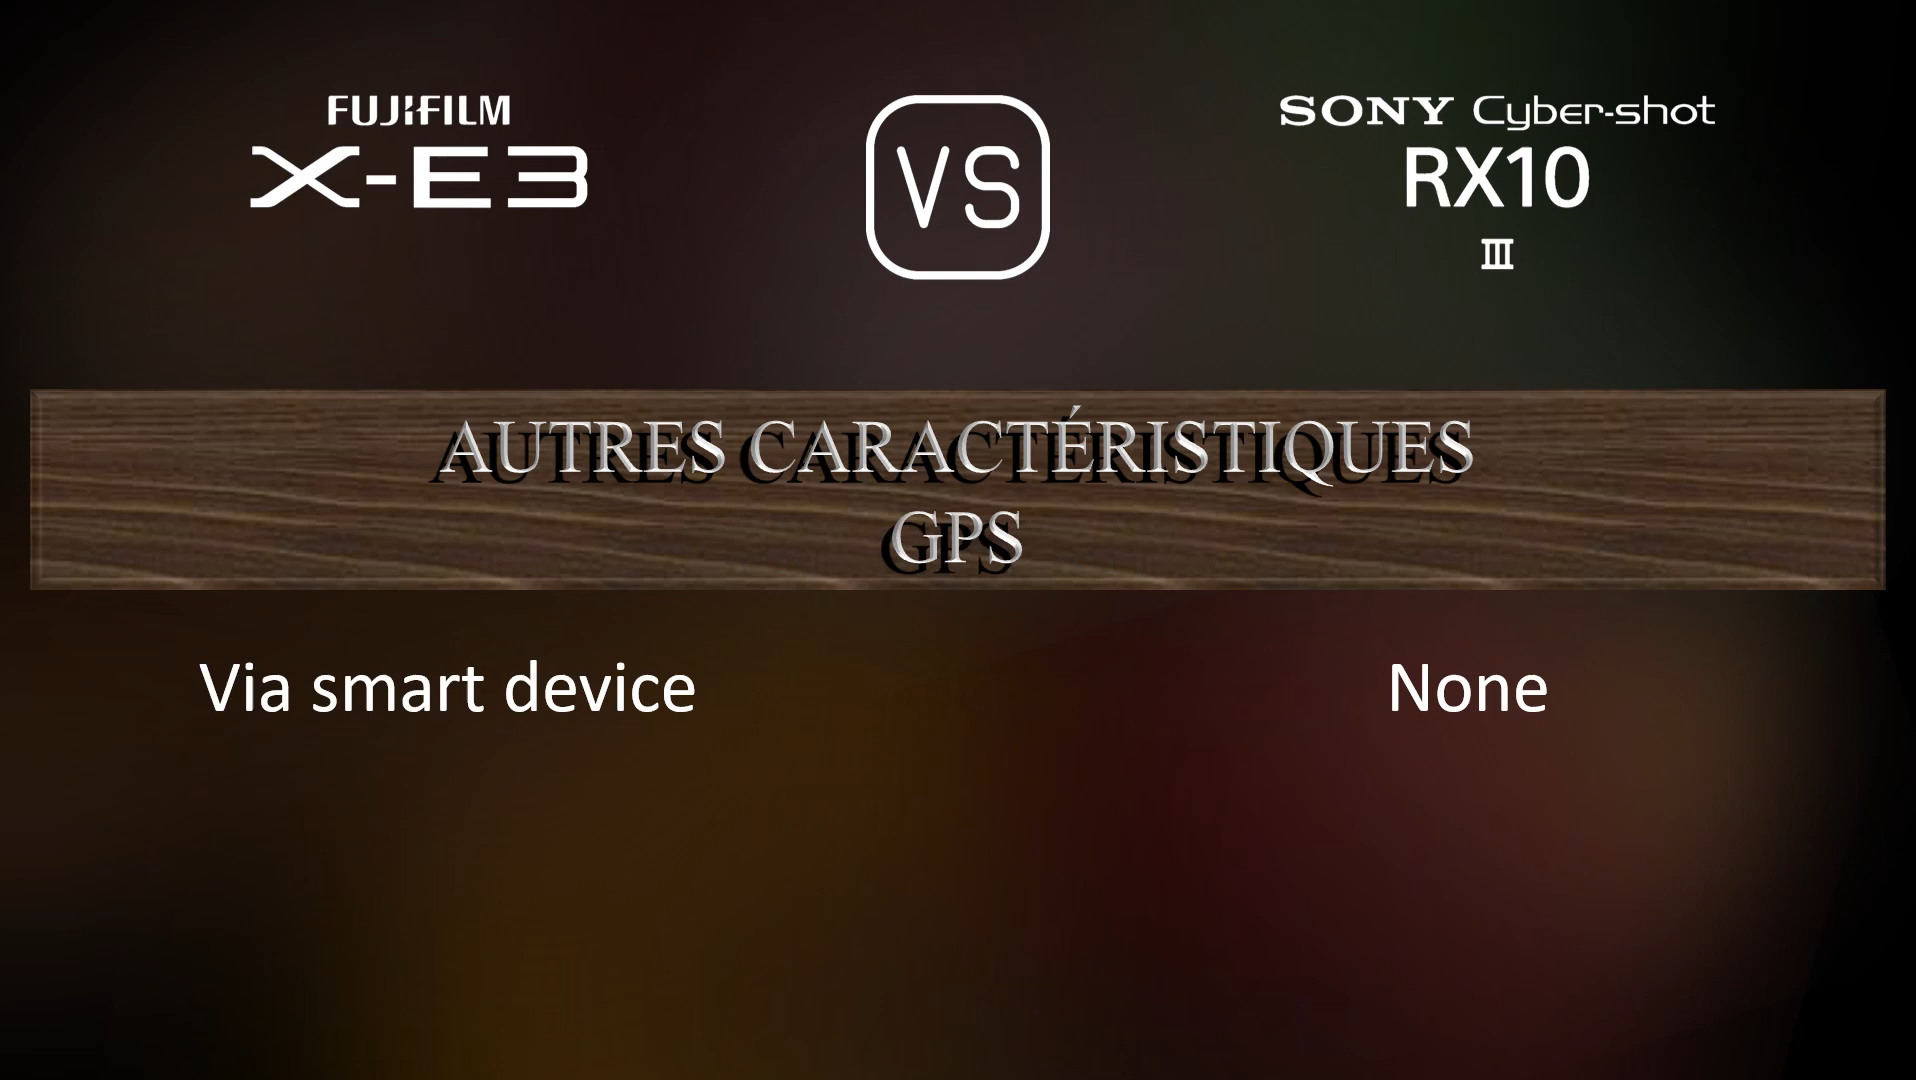 FUJIFILM
X-E3
VS
SONY Cyber-shot
RX10
III
AUTRES CARACTÉRISTIQUES
GPS
Via smart device
None